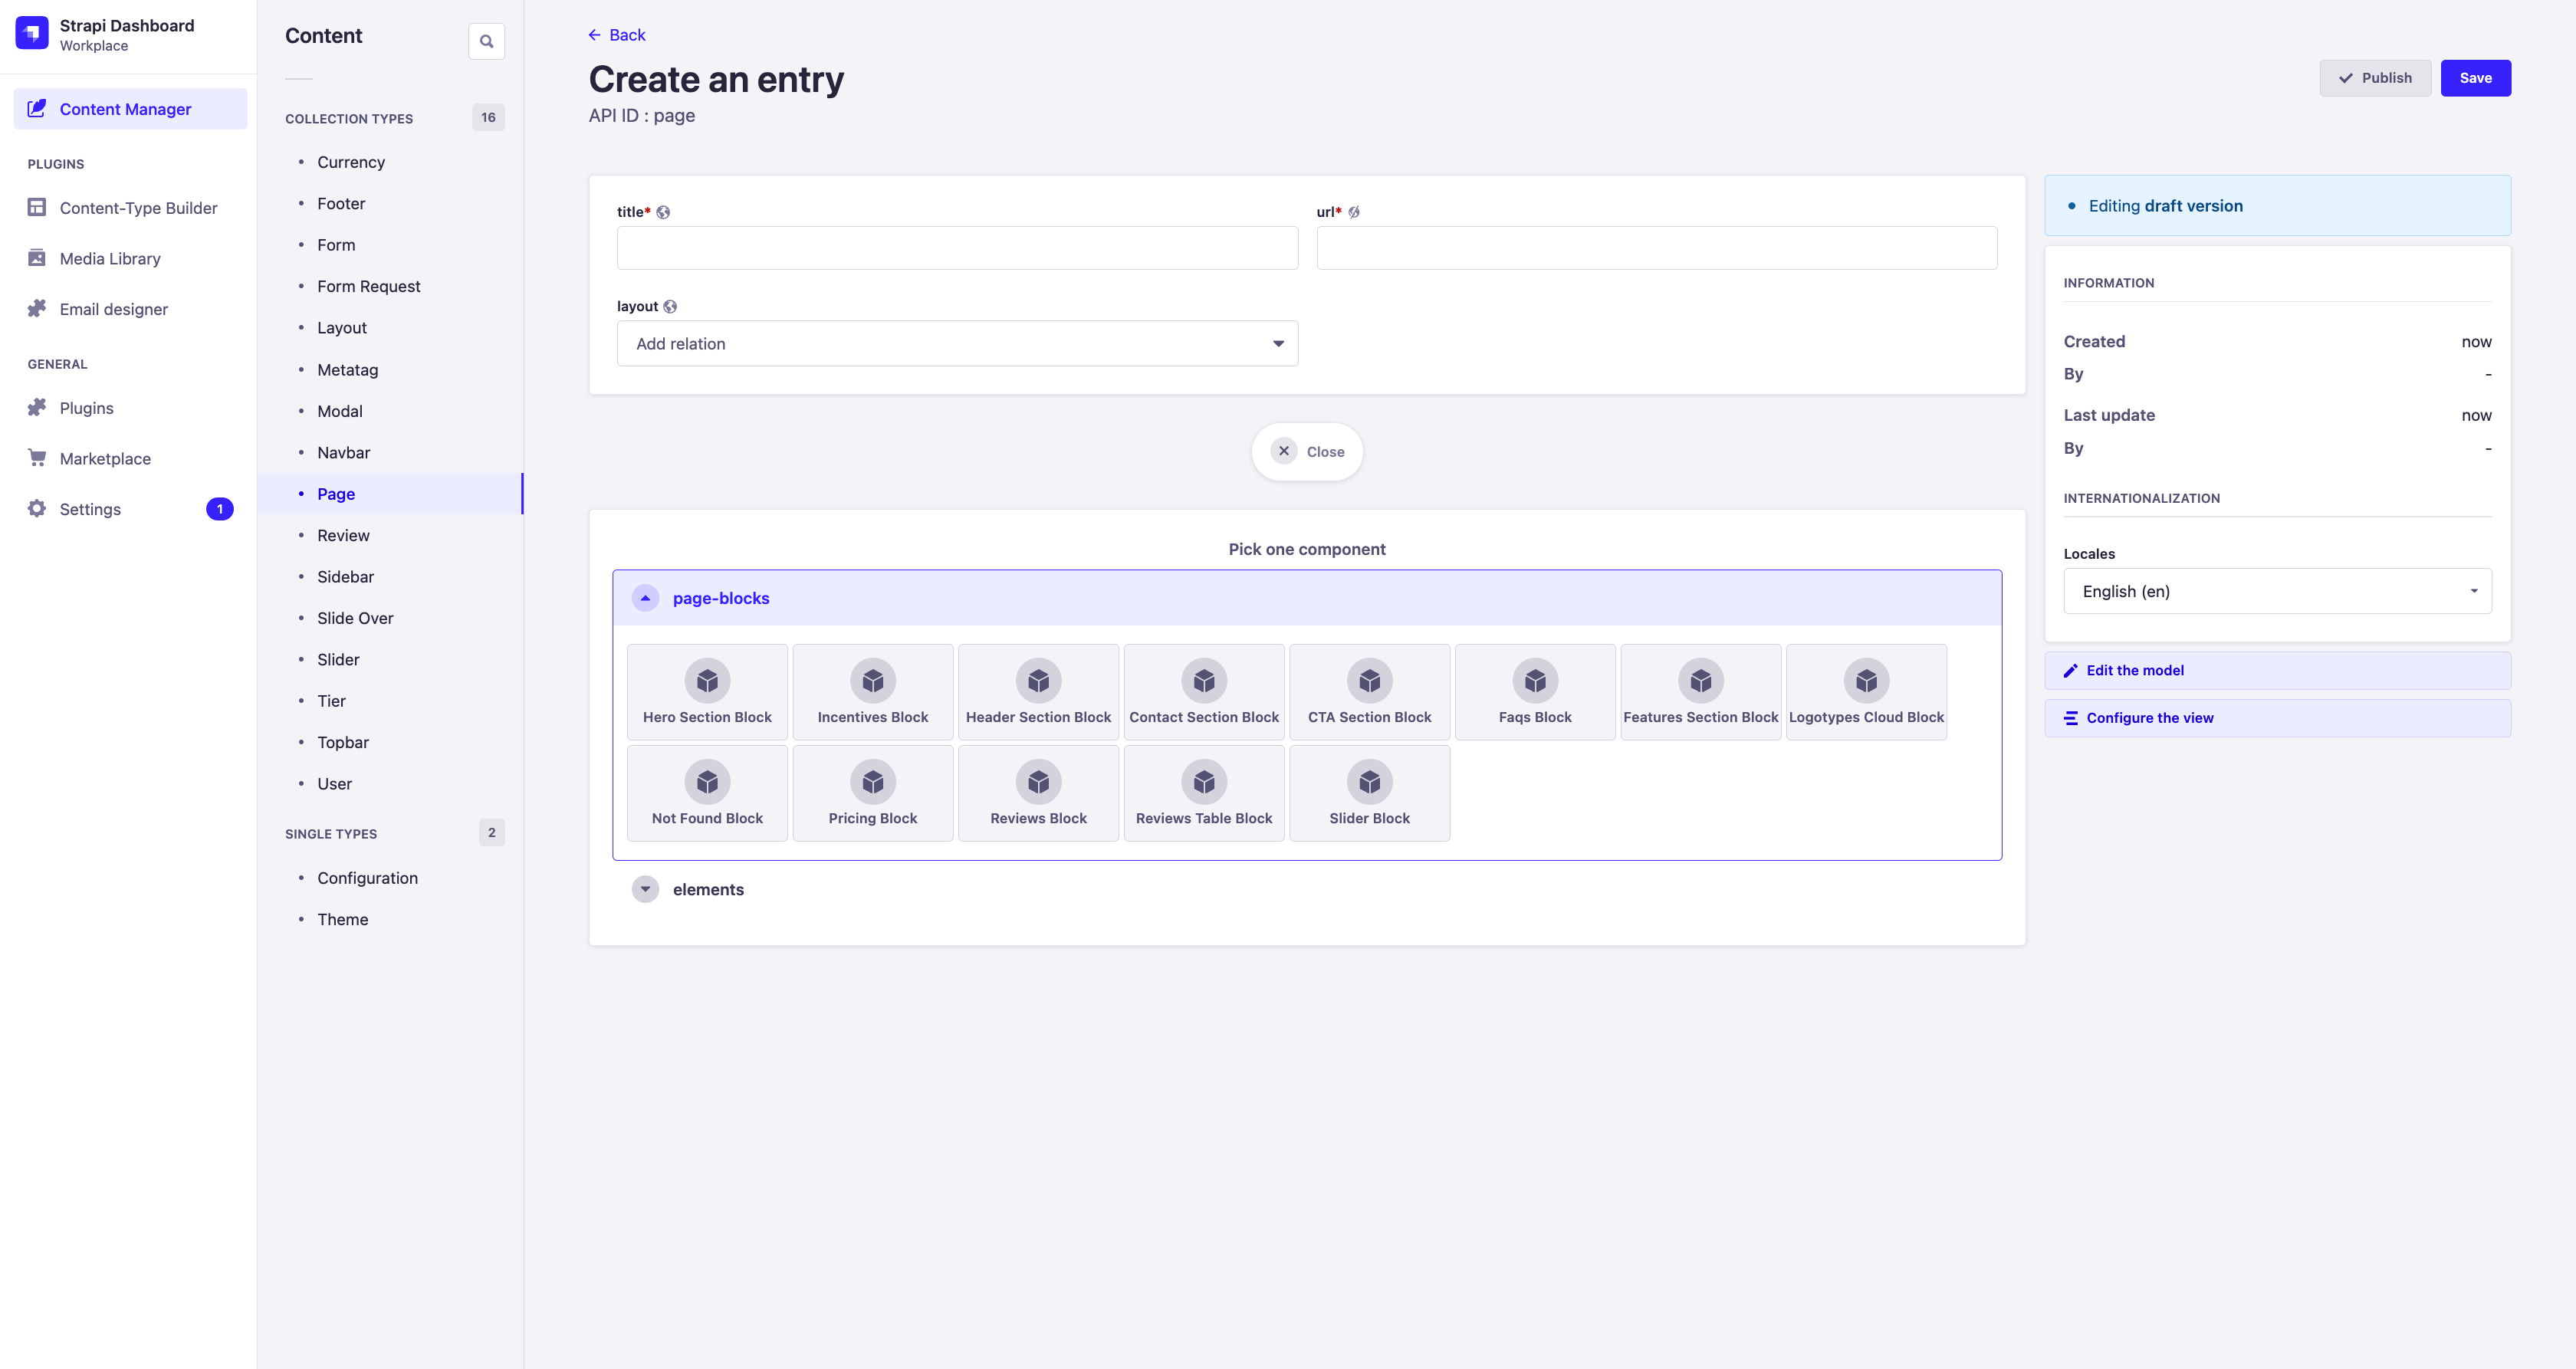 Strapi Dashboard
Workplace
Content Manager
PLUGINS
Content-Type Builder
Media Library
Email designer
GENERAL
Plugins
Marketplace
Settings
1
Content
COLLECTION TYPES
16
Currency
Footer
Form
Form Request
Layout
Metatag
Modal
Navbar
Page
Review
Sidebar
Slide Over
Slider
Tier
Topbar
User
SINGLE TYPES
2
Configuration
Theme
Back
Create an entry
API ID : page
Publish
Save
title*
url*
layout
Add relation
Close
Pick one component
page-blocks
Hero Section Block
Incentives Block
Header Section Block
Contact Section Block
CTA Section Block
Faqs Block
Features Section Block
Logotypes Cloud Block
Not Found Block
Pricing Block
Reviews Block
Reviews Table Block
Slider Block
elements
Editing draft version
INFORMATION
Created now
By -
Last update now
By -
INTERNATIONALIZATION
Locales
English (en)
Edit the model
Configure the view